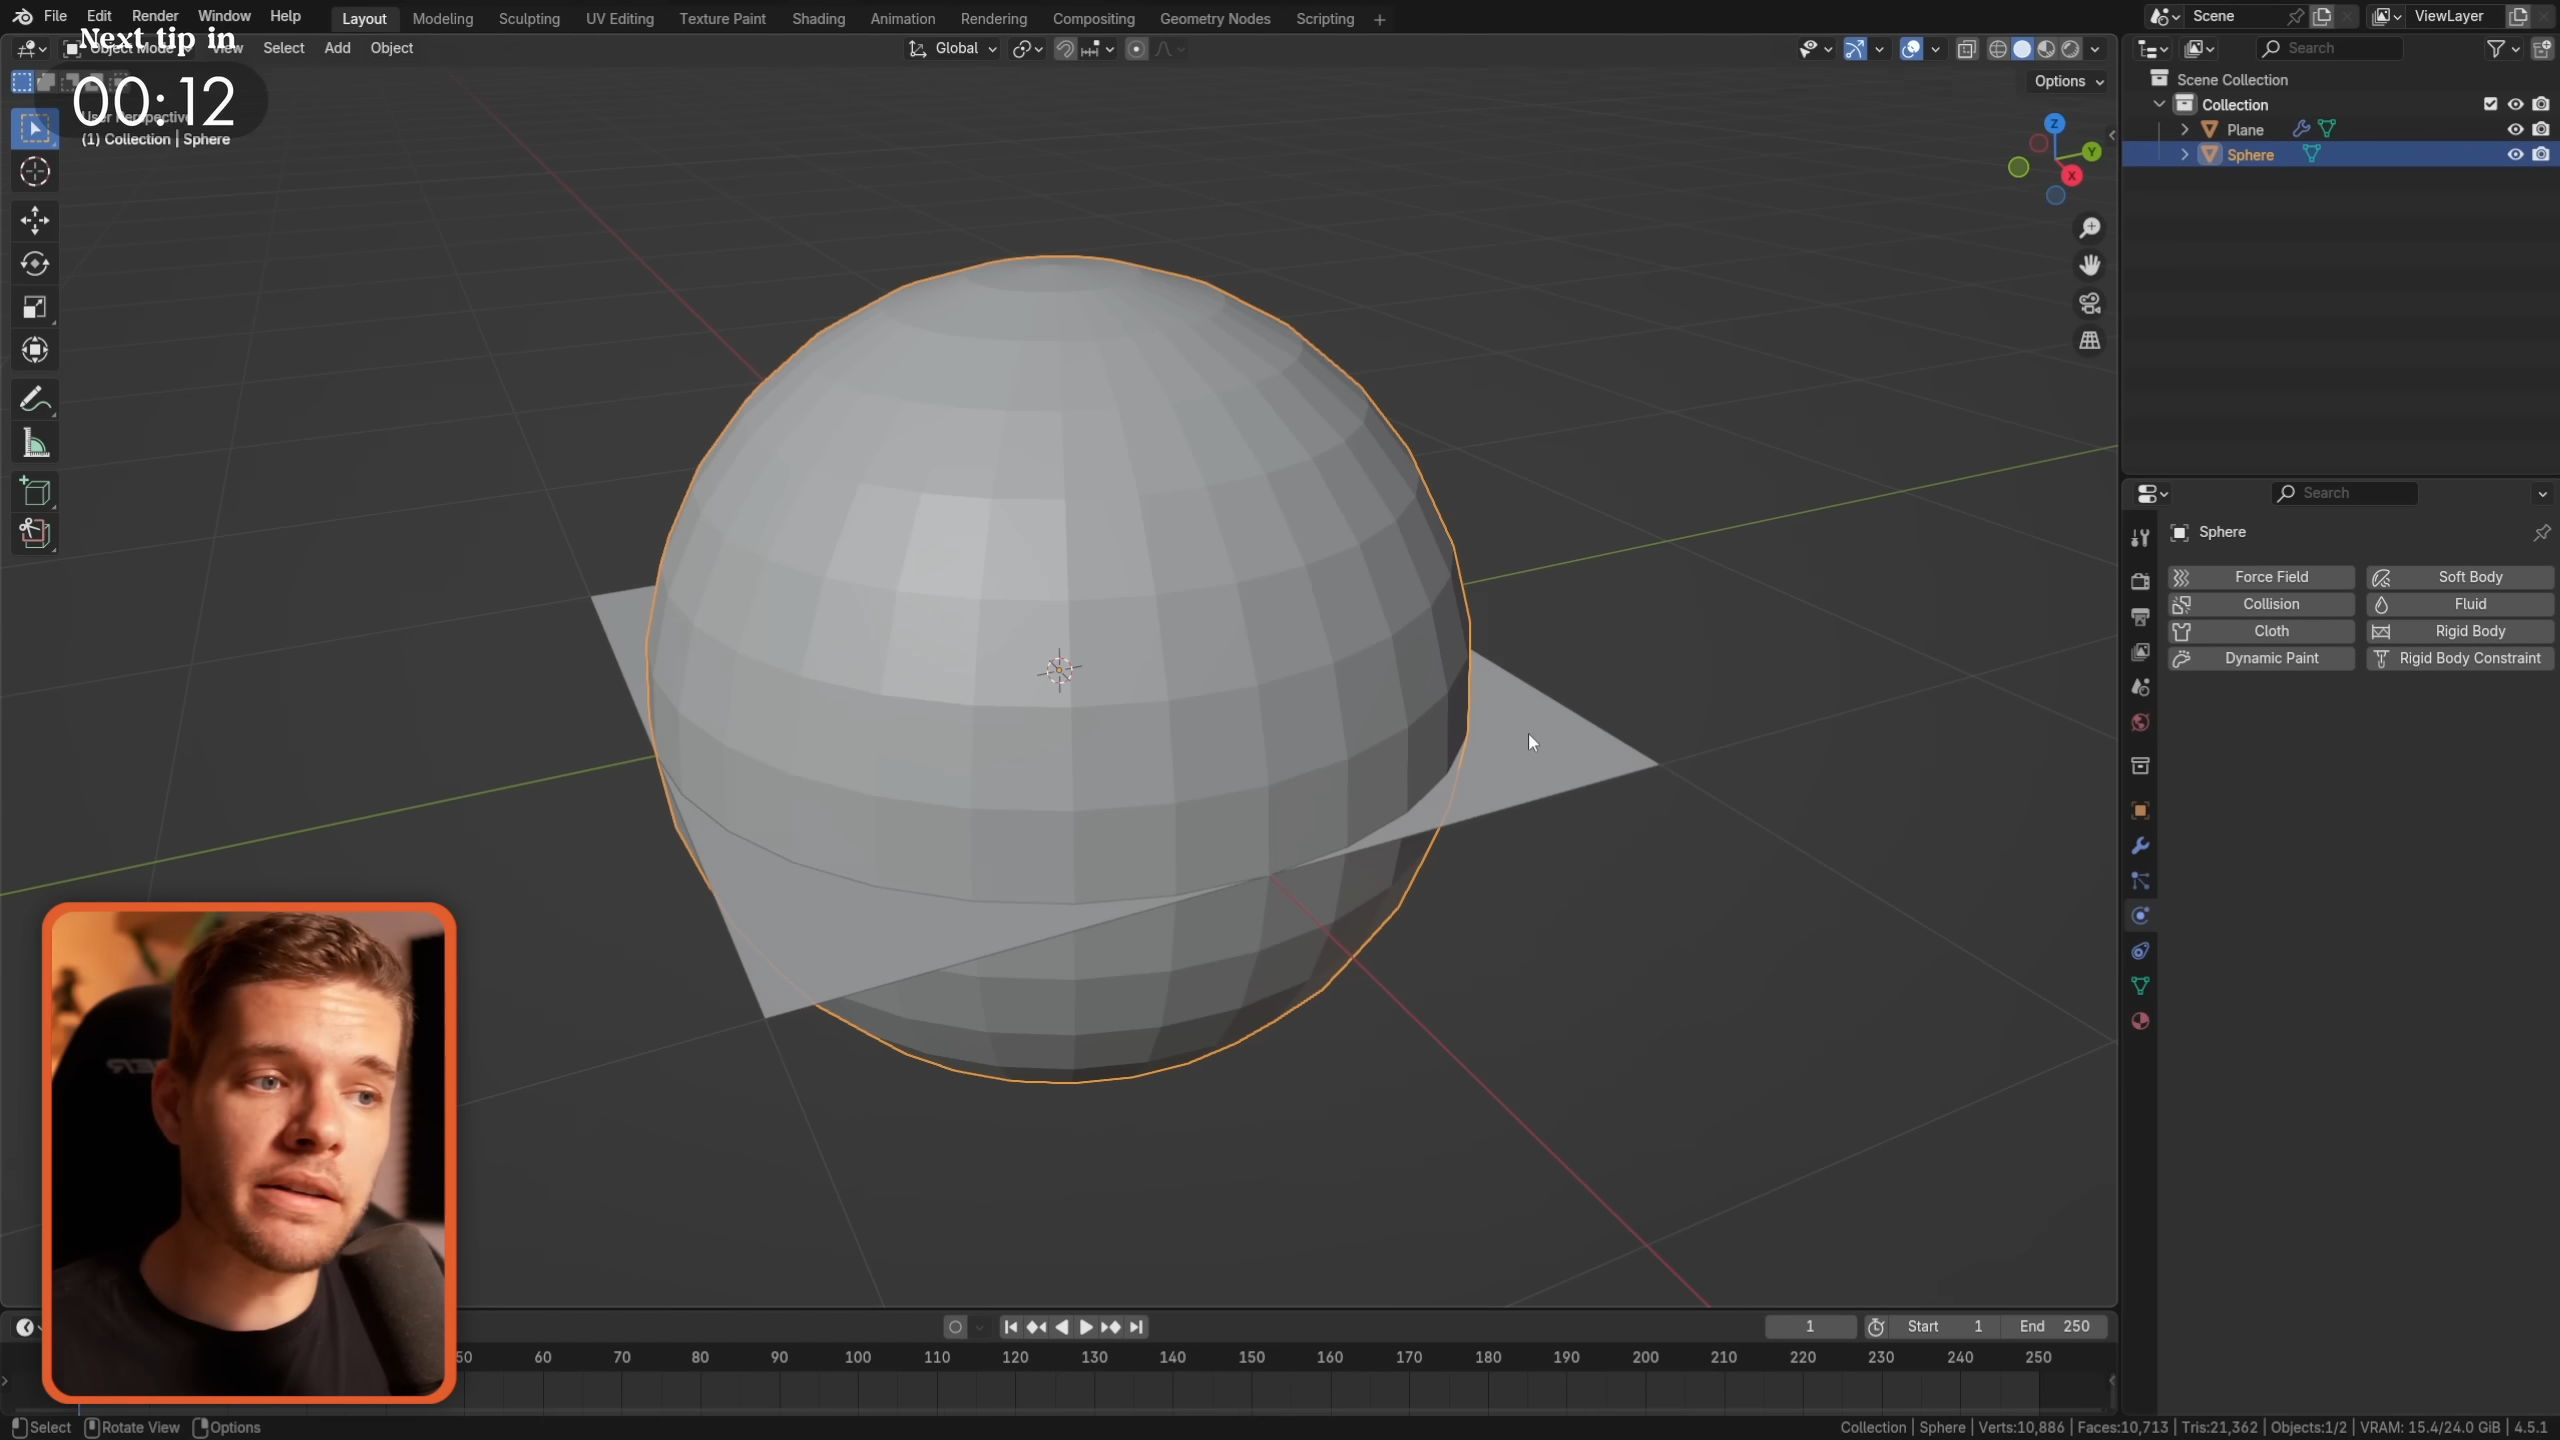 File Edit Render Window Help
Layout Modeling Sculpting UV Editing Texture Paint Shading Animation Rendering Compositing Geometry Nodes Scripting +
Scene
ViewLayer
Next tip in
Object Mode View Select Add Object
Global
00:12
Options
User Perspective
(1) Collection | Sphere
Z
Y
X
Search
Scene Collection
Collection
Plane
Sphere
Search
Sphere
Force Field Soft Body
Collision Fluid
Cloth Rigid Body
Dynamic Paint Rigid Body Constraint
1 Start 1 End 250
50 60 70 80 90 100 110 120 130 140 150 160 170 180 190 200 210 220 230 240 250
Select Rotate View Options
Collection | Sphere | Verts:10,886 | Faces:10,713 | Tris:21,362 | Objects:1/2 | VRAM: 15.4/24.0 GiB | 4.5.1